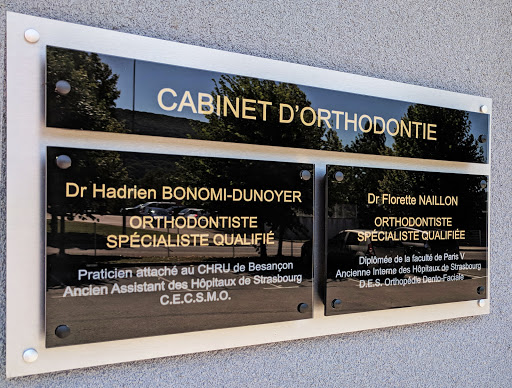 CABINET D'ORTHODONTIE
Dr Hadrien BONOMI-DUNOYER
ORTHODONTISTE
SPÉCIALISTE QUALIFIÉ
Praticien attaché au CHRU de Besançon
Ancien Assistant des Hôpitaux de Strasbourg
C.E.C.S.M.O.
Dr Florette NAILLON
ORTHODONTISTE
SPÉCIALISTE QUALIFIÉE
Diplômée de la faculté de Paris V
Ancienne Interne des Hôpitaux de Strasbourg
D.E.S. Orthopédie Dento-Faciale